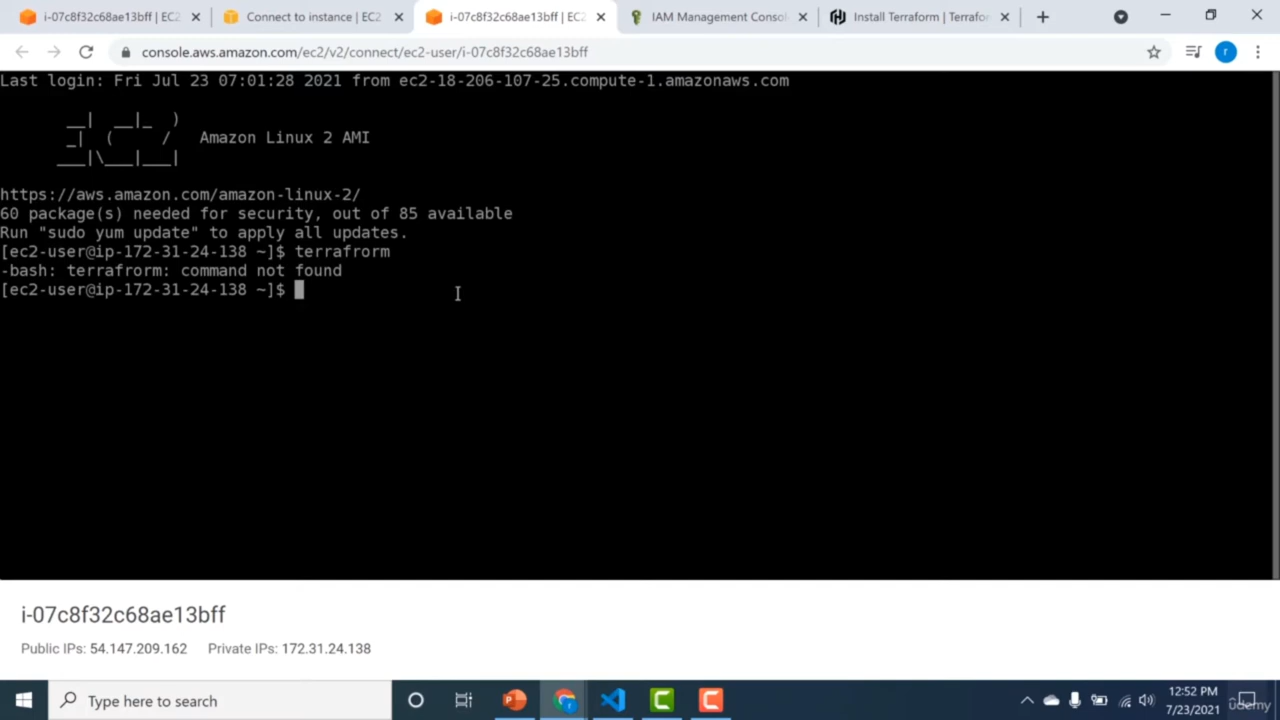 i-07c8f32c68ae13bff | EC2
Connect to instance | EC2
i-07c8f32c68ae13bff | EC2
IAM Management Consol
Install Terraform | Terrafor
console.aws.amazon.com/ec2/v2/connect/ec2-user/i-07c8f32c68ae13bff
r
Last login: Fri Jul 23 07:01:28 2021 from ec2-18-206-107-25.compute-1.amazonaws.com
__|  __|_  )
_|  (     /   Amazon Linux 2 AMI
___|\___|___|
https://aws.amazon.com/amazon-linux-2/
60 package(s) needed for security, out of 85 available
Run "sudo yum update" to apply all updates.
[ec2-user@ip-172-31-24-138 ~]$ terrafrorm
-bash: terrafrorm: command not found
[ec2-user@ip-172-31-24-138 ~]$
i-07c8f32c68ae13bff
Public IPs: 54.147.209.162 Private IPs: 172.31.24.138
Type here to search
12:52 PM
7/23/2021
udemy